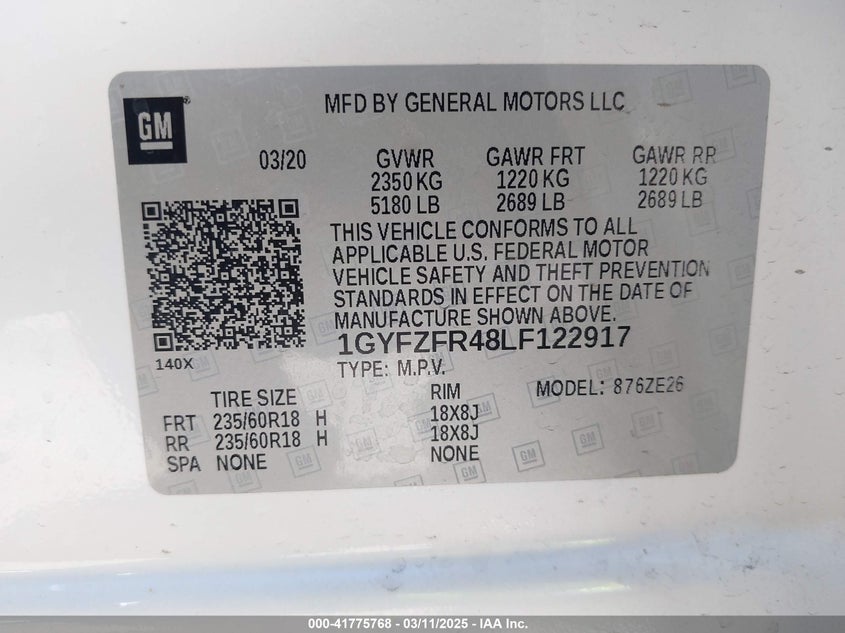 GM
MFD BY GENERAL MOTORS LLC
03/20 GVWR GAWR FRT GAWR RR
2350 KG 1220 KG 1220 KG
5180 LB 2689 LB 2689 LB
THIS VEHICLE CONFORMS TO ALL
APPLICABLE U.S. FEDERAL MOTOR
VEHICLE SAFETY AND THEFT PREVENTION
STANDARDS IN EFFECT ON THE DATE OF
MANUFACTURE SHOWN ABOVE.
1GYFZFR48LF122917
140X
TYPE: M.P.V.
TIRE SIZE RIM MODEL: 876ZE26
FRT 235/60R18 H 18X8J
RR 235/60R18 H 18X8J
SPA NONE NONE
000-41775768 - 03/11/2025 - IAA Inc.